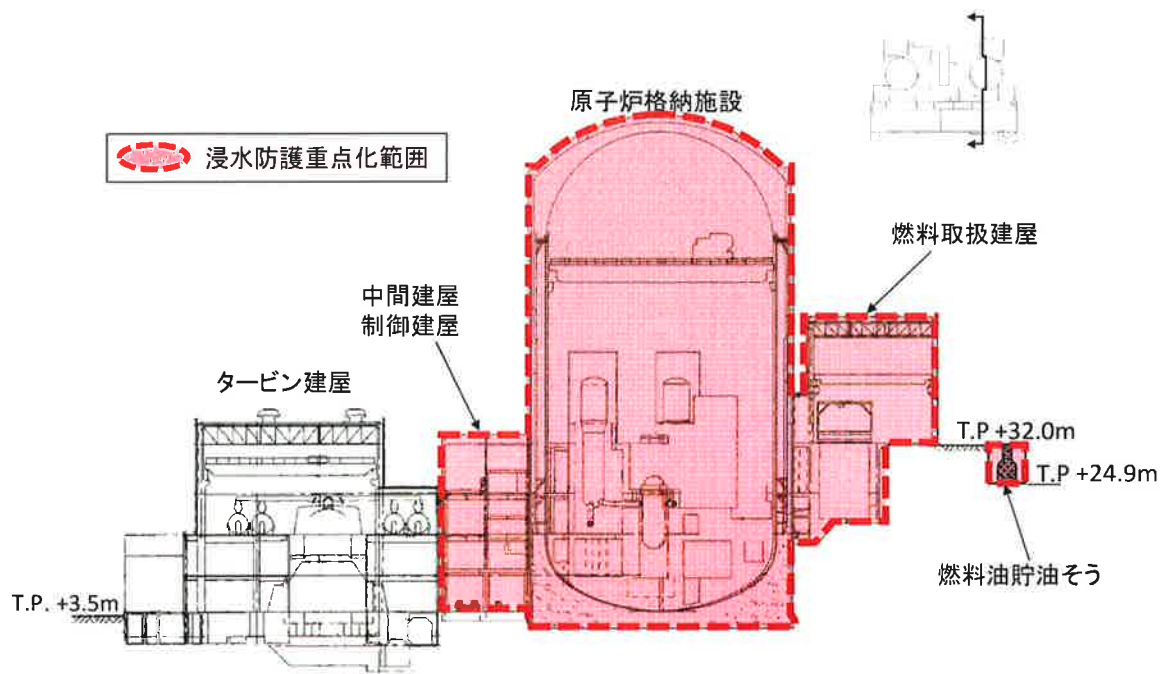 原子炉格納施設
浸水防護重点化範囲
燃料取扱建屋
中間建屋
制御建屋
タービン建屋
T.P +32.0m
T.P +24.9m
燃料油貯油そう
T.P. +3.5m